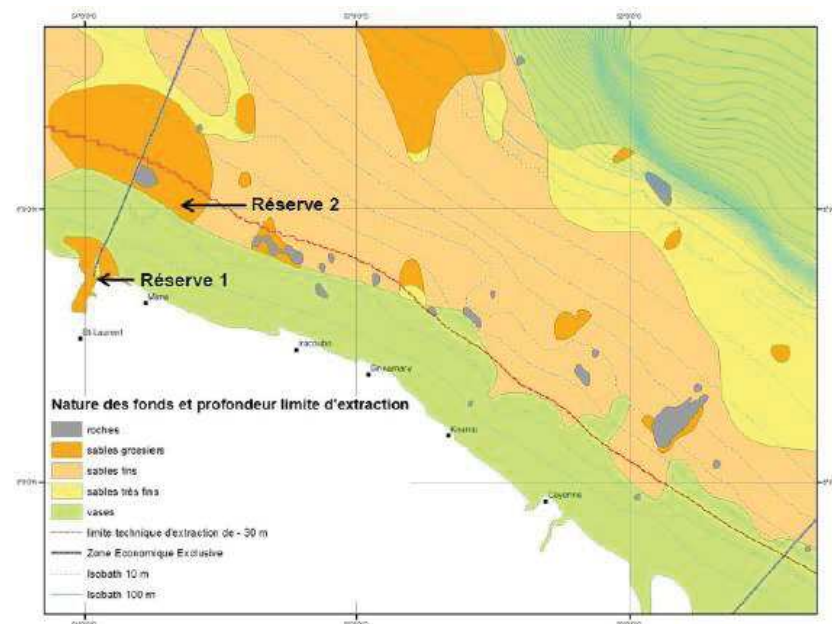 Réserve 2
Réserve 1
Mana
St-Laurent
Iracoubo
Sinnamary
Kourou
Cayenne
Nature des fonds et profondeur limite d'extraction
roches
sables grossiers
sables fins
sables très fins
vases
limite technique d'extraction de - 30 m
Zone Economique Exclusive
Isobath 10 m
Isobath 100 m